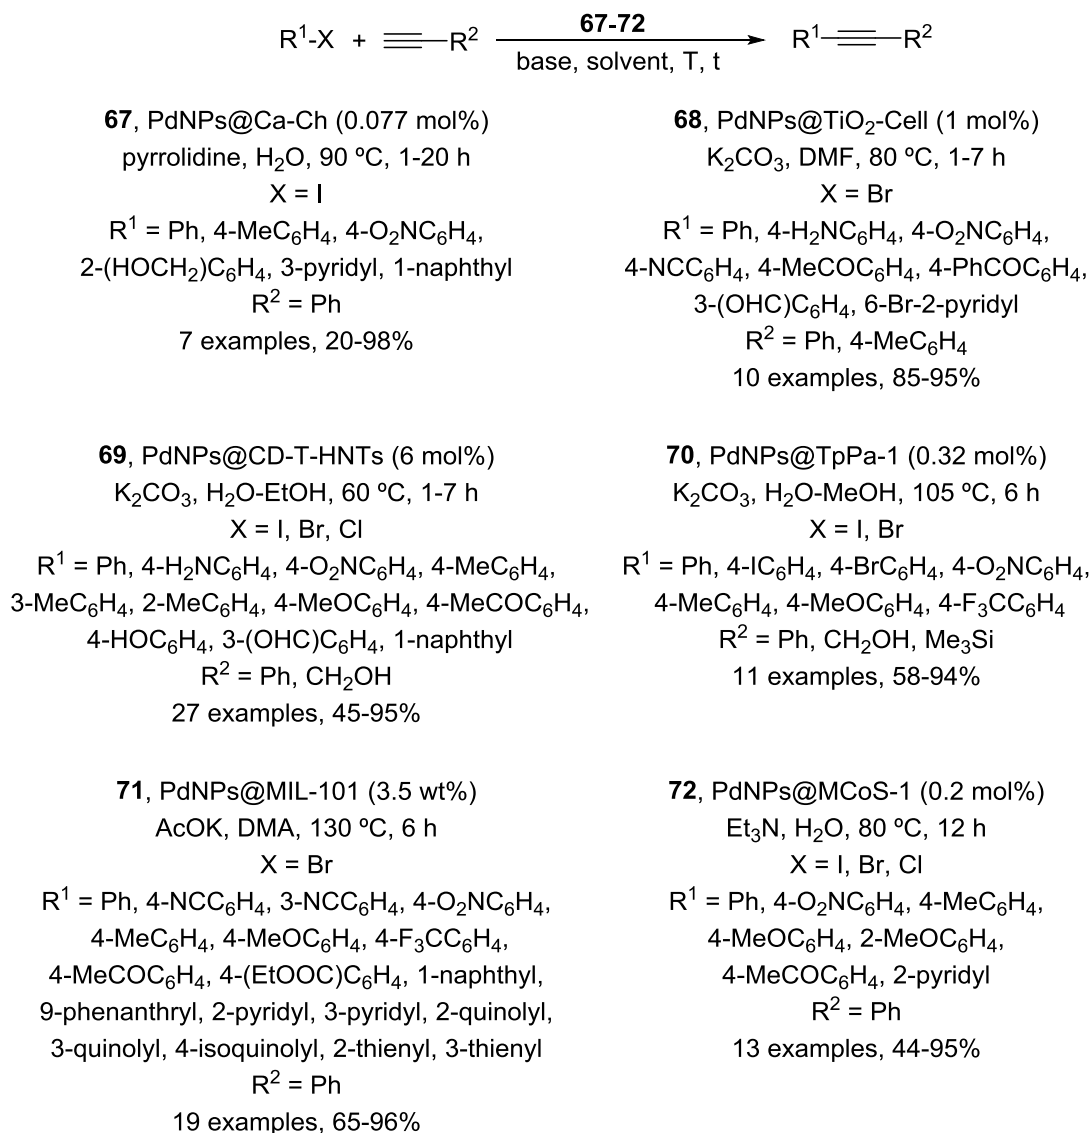 R¹-X + ≡—R² 67-72 R¹—≡—R²
base, solvent, T, t
67, PdNPs@Ca-Ch (0.077 mol%)
pyrrolidine, H₂O, 90 ºC, 1-20 h
X = I
R¹ = Ph, 4-MeC₆H₄, 4-O₂NC₆H₄,
2-(HOCH₂)C₆H₄, 3-pyridyl, 1-naphthyl
R² = Ph
7 examples, 20-98%
68, PdNPs@TiO₂-Cell (1 mol%)
K₂CO₃, DMF, 80 ºC, 1-7 h
X = Br
R¹ = Ph, 4-H₂NC₆H₄, 4-O₂NC₆H₄,
4-NCC₆H₄, 4-MeCOC₆H₄, 4-PhCOC₆H₄,
3-(OHC)C₆H₄, 6-Br-2-pyridyl
R² = Ph, 4-MeC₆H₄
10 examples, 85-95%
69, PdNPs@CD-T-HNTs (6 mol%)
K₂CO₃, H₂O-EtOH, 60 ºC, 1-7 h
X = I, Br, Cl
R¹ = Ph, 4-H₂NC₆H₄, 4-O₂NC₆H₄, 4-MeC₆H₄,
3-MeC₆H₄, 2-MeC₆H₄, 4-MeOC₆H₄, 4-MeCOC₆H₄,
4-HOC₆H₄, 3-(OHC)C₆H₄, 1-naphthyl
R² = Ph, CH₂OH
27 examples, 45-95%
70, PdNPs@TpPa-1 (0.32 mol%)
K₂CO₃, H₂O-MeOH, 105 ºC, 6 h
X = I, Br
R¹ = Ph, 4-IC₆H₄, 4-BrC₆H₄, 4-O₂NC₆H₄,
4-MeC₆H₄, 4-MeOC₆H₄, 4-F₃CC₆H₄
R² = Ph, CH₂OH, Me₃Si
11 examples, 58-94%
71, PdNPs@MIL-101 (3.5 wt%)
AcOK, DMA, 130 ºC, 6 h
X = Br
R¹ = Ph, 4-NCC₆H₄, 3-NCC₆H₄, 4-O₂NC₆H₄,
4-MeC₆H₄, 4-MeOC₆H₄, 4-F₃CC₆H₄,
4-MeCOC₆H₄, 4-(EtOOC)C₆H₄, 1-naphthyl,
9-phenanthryl, 2-pyridyl, 3-pyridyl, 2-quinolyl,
3-quinolyl, 4-isoquinolyl, 2-thienyl, 3-thienyl
R² = Ph
19 examples, 65-96%
72, PdNPs@MCoS-1 (0.2 mol%)
Et₃N, H₂O, 80 ºC, 12 h
X = I, Br, Cl
R¹ = Ph, 4-O₂NC₆H₄, 4-MeC₆H₄,
4-MeOC₆H₄, 2-MeOC₆H₄,
4-MeCOC₆H₄, 2-pyridyl
R² = Ph
13 examples, 44-95%